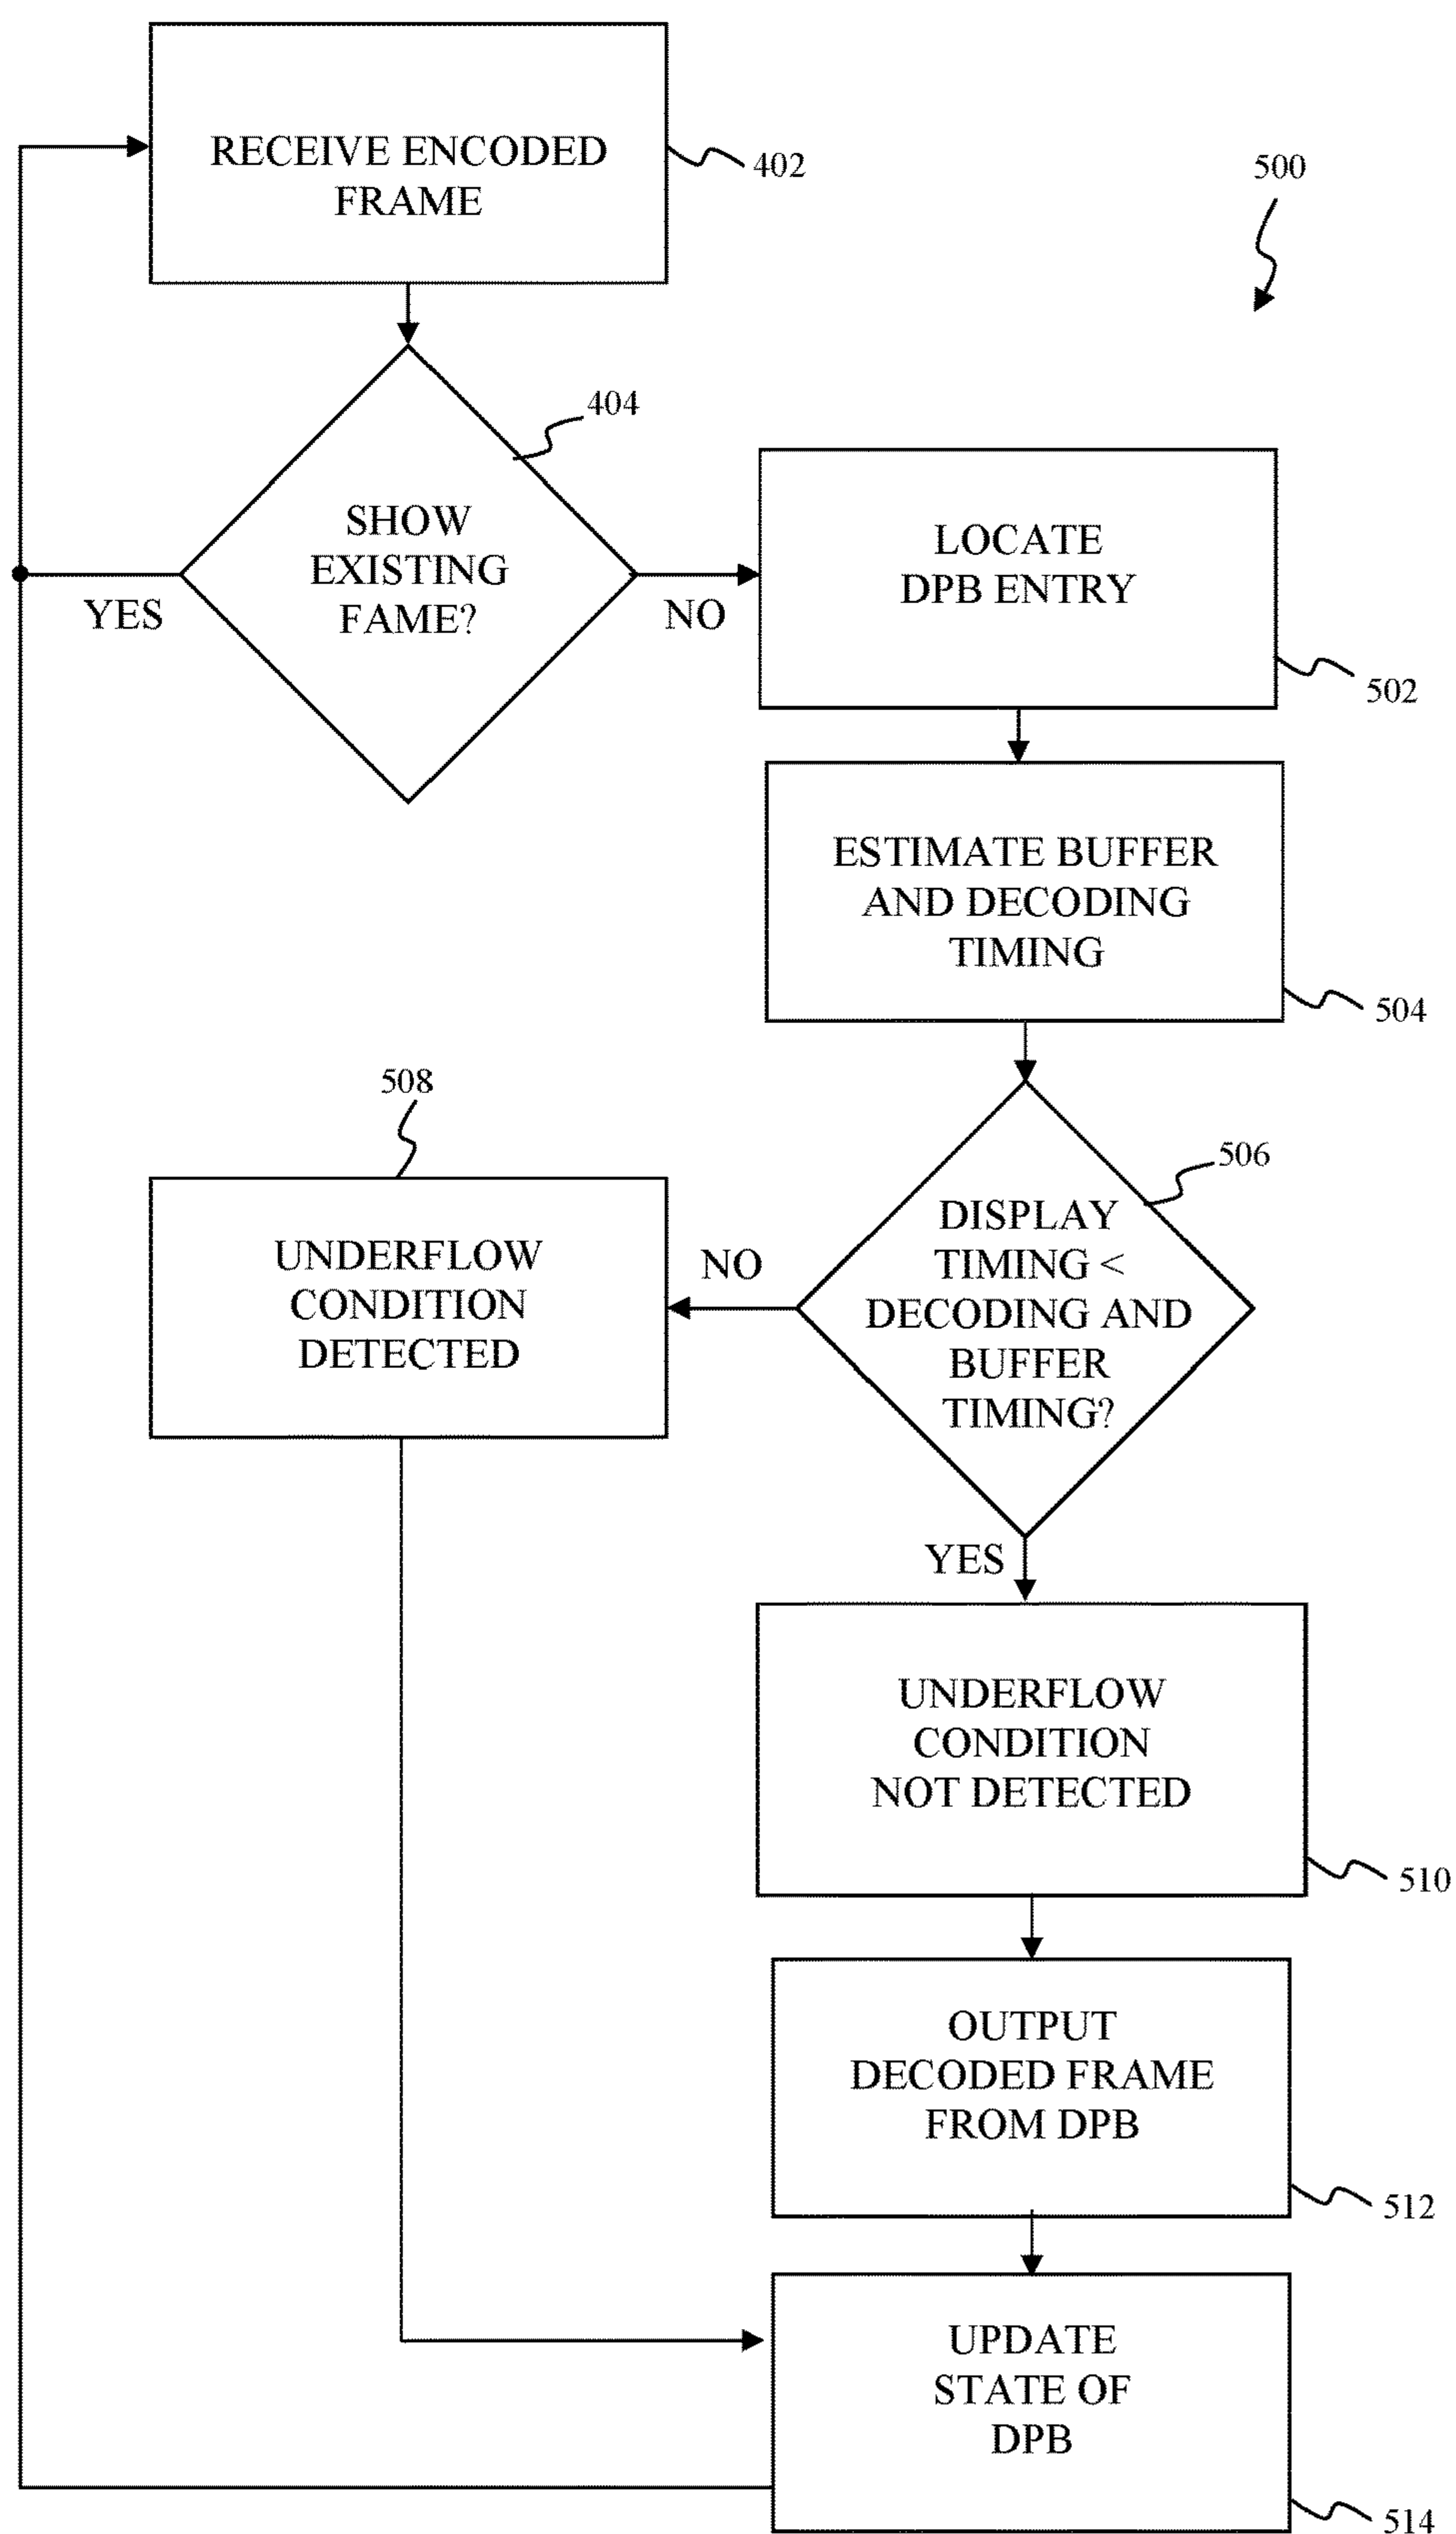 RECEIVE ENCODED
FRAME
402
500
404
SHOW
EXISTING
FAME?
YES
NO
LOCATE
DPB ENTRY
502
ESTIMATE BUFFER
AND DECODING
TIMING
504
508
506
UNDERFLOW
CONDITION
DETECTED
NO
DISPLAY
TIMING <
DECODING AND
BUFFER
TIMING?
YES
UNDERFLOW
CONDITION
NOT DETECTED
510
OUTPUT
DECODED FRAME
FROM DPB
512
UPDATE
STATE OF
DPB
514